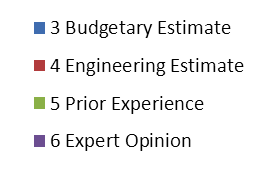 3 Budgetary Estimate
4 Engineering Estimate
5 Prior Experience
6 Expert Opinion